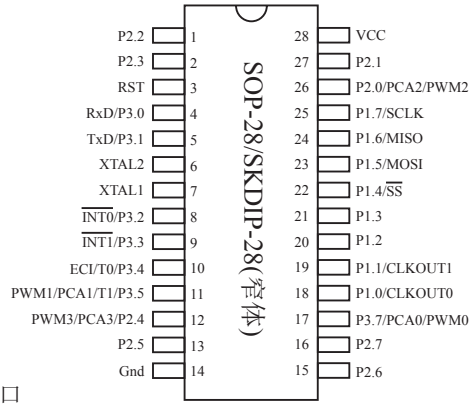 P2.2 1 28 VCC
P2.3 2 27 P2.1
RST 3 26 P2.0/PCA2/PWM2
RxD/P3.0 4 25 P1.7/SCLK
TxD/P3.1 5 24 P1.6/MISO
XTAL2 6 23 P1.5/MOSI
XTAL1 7 22 P1.4/S̅S̅
I̅N̅T̅0̅/P3.2 8 21 P1.3
I̅N̅T̅1̅/P3.3 9 20 P1.2
ECI/T0/P3.4 10 19 P1.1/CLKOUT1
PWM1/PCA1/T1/P3.5 11 18 P1.0/CLKOUT0
PWM3/PCA3/P2.4 12 17 P3.7/PCA0/PWM0
P2.5 13 16 P2.7
Gnd 14 15 P2.6
SOP-28/SKDIP-28(窄体)
口